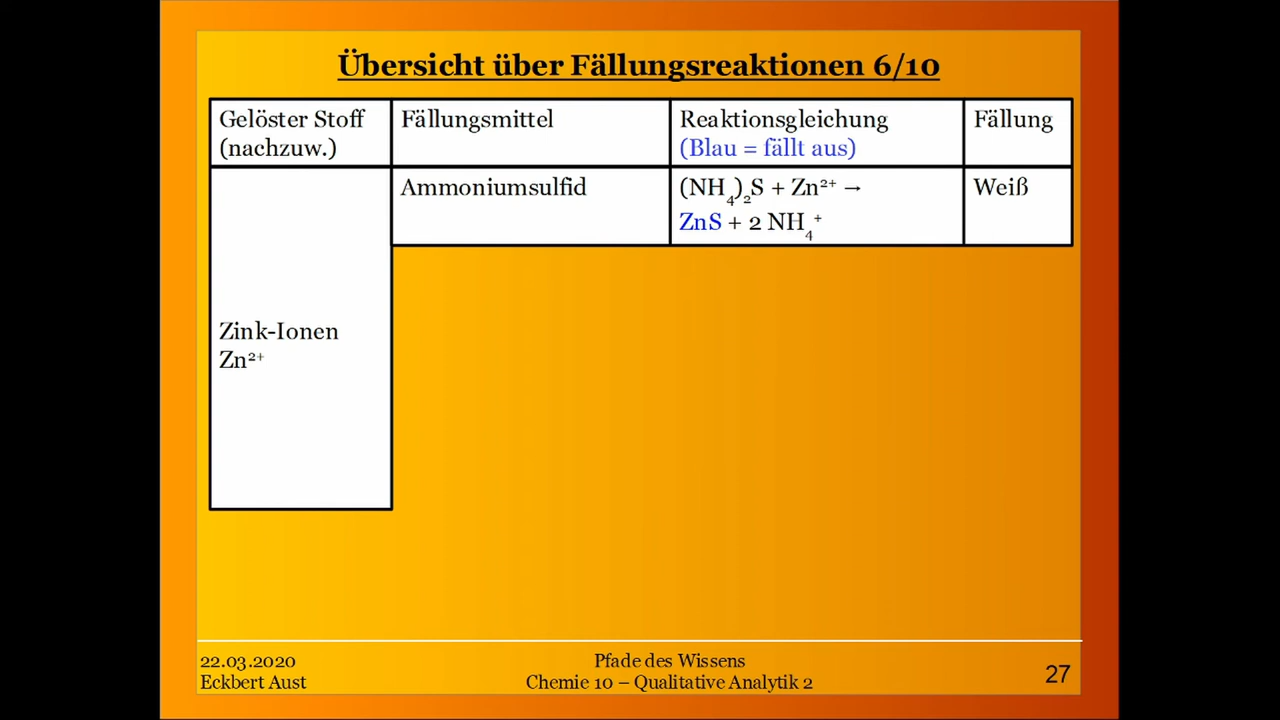 Übersicht über Fällungsreaktionen 6/10
Gelöster Stoff
(nachzuw.)
Fällungsmittel
Reaktionsgleichung
(Blau = fällt aus)
Fällung
Zink-Ionen
Zn²⁺
Ammoniumsulfid
(NH₄)₂S + Zn²⁺ →
ZnS + 2 NH₄⁺
Weiß
22.03.2020
Eckbert Aust
Pfade des Wissens
Chemie 10 – Qualitative Analytik 2
27